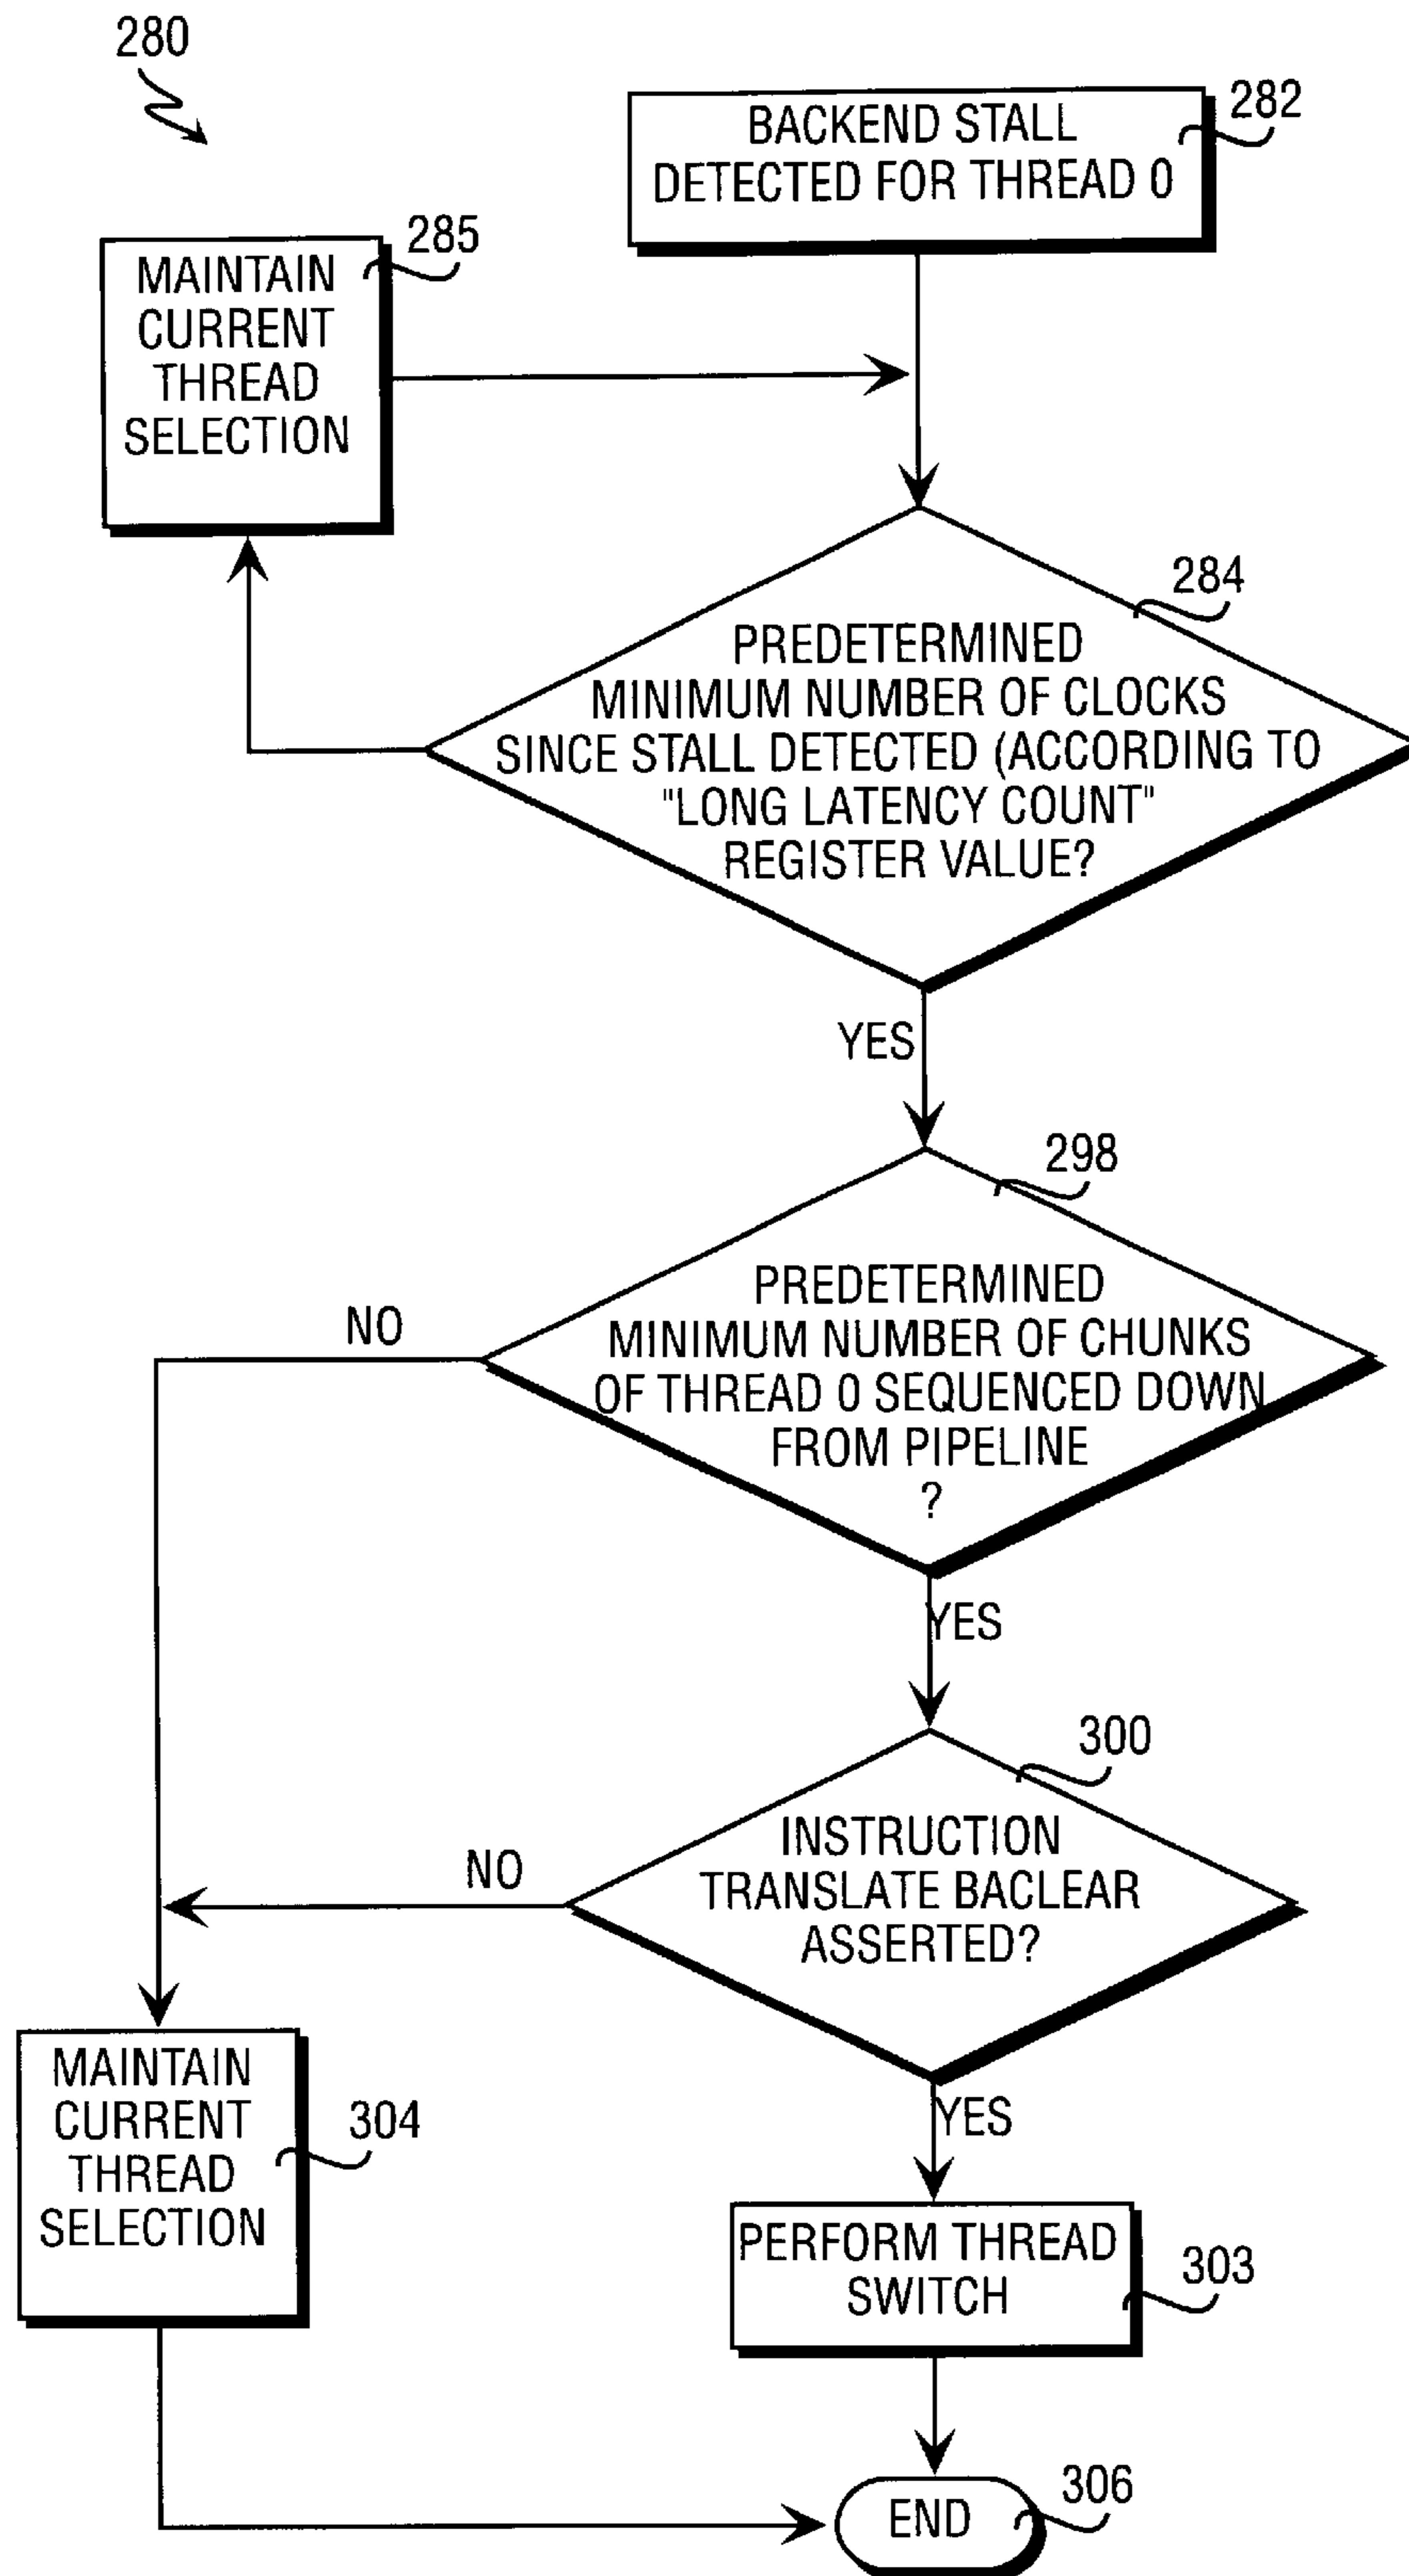 280
282
BACKEND STALL
DETECTED FOR THREAD 0
285
MAINTAIN
CURRENT
THREAD
SELECTION
284
PREDETERMINED
MINIMUM NUMBER OF CLOCKS
SINCE STALL DETECTED (ACCORDING TO
"LONG LATENCY COUNT"
REGISTER VALUE?
YES
298
PREDETERMINED
MINIMUM NUMBER OF CHUNKS
OF THREAD 0 SEQUENCED DOWN
FROM PIPELINE
?
NO
YES
300
INSTRUCTION
TRANSLATE BACLEAR
ASSERTED?
NO
YES
MAINTAIN
CURRENT
THREAD
SELECTION
304
PERFORM THREAD
SWITCH
303
END
306